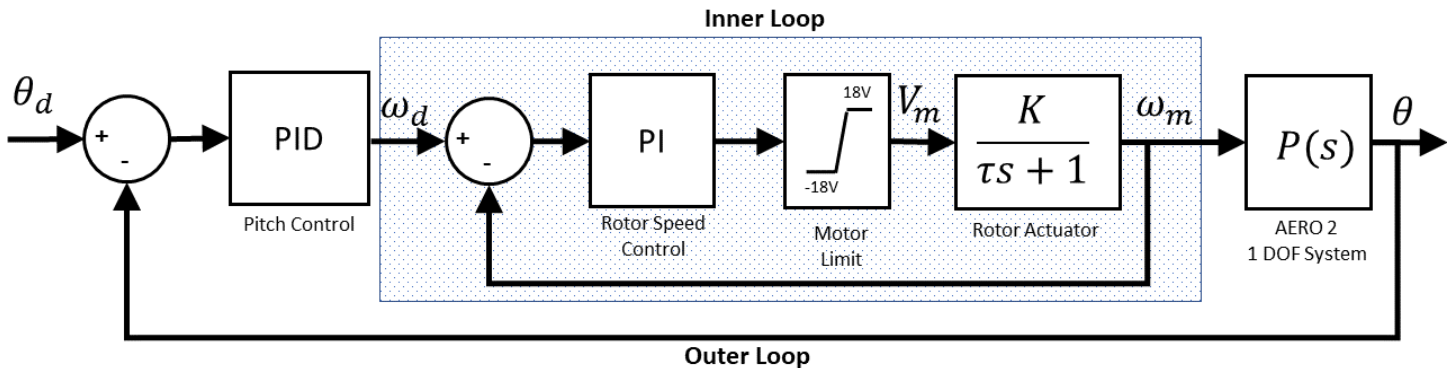 Inner Loop
θ_d
+
-
PID
Pitch Control
ω_d
+
-
PI
Rotor Speed
Control
18V
-18V
Motor
Limit
V_m
K
τs + 1
Rotor Actuator
ω_m
P(s)
AERO 2
1 DOF System
θ
Outer Loop